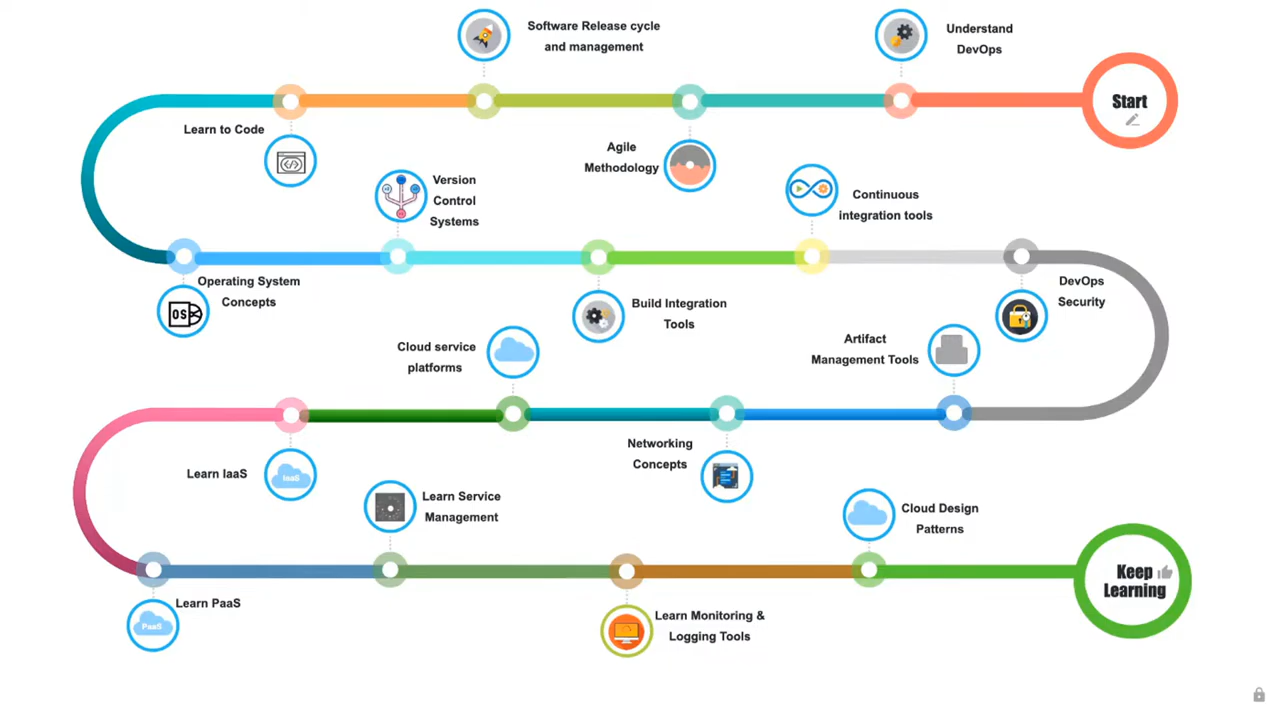 Software Release cycle
and management
Understand
DevOps
Start
Learn to Code
Agile
Methodology
Version
Control
Systems
Continuous
integration tools
Operating System
Concepts
OS
Build Integration
Tools
DevOps
Security
Cloud service
platforms
Artifact
Management Tools
Networking
Concepts
Learn IaaS
IaaS
Learn Service
Management
Cloud Design
Patterns
Keep
Learning
Learn PaaS
PaaS
Learn Monitoring &
Logging Tools